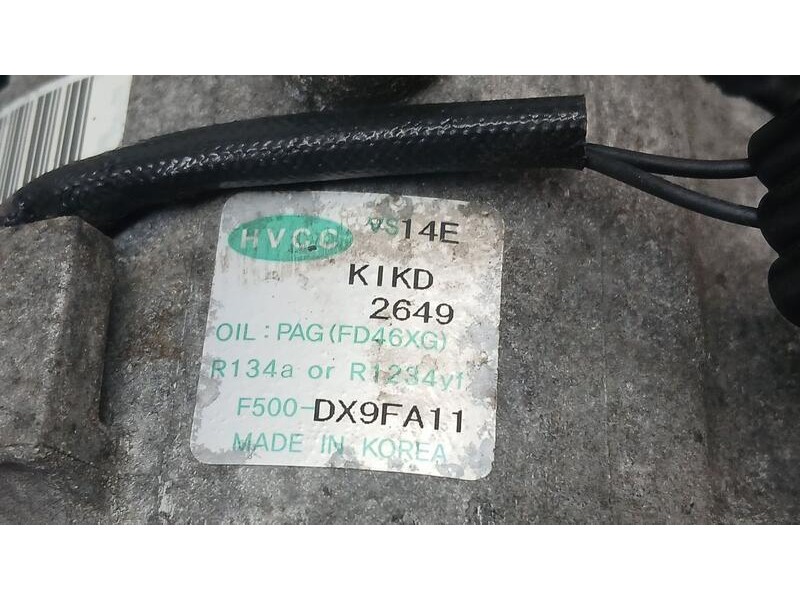 HVCC VS14E
KIKD
2649
OIL : PAG(FD46XG)
R134a or R1234yf
F500-DX9FA11
MADE IN KOREA